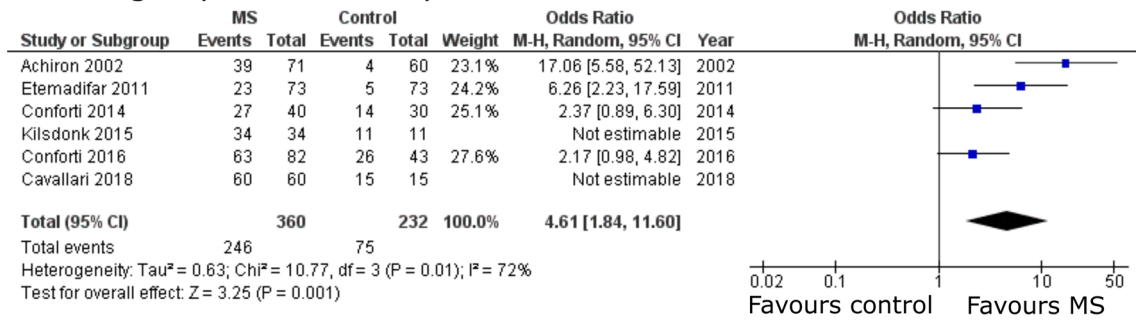 MS Control Odds Ratio Odds Ratio
Study or Subgroup Events Total Events Total Weight M-H, Random, 95% CI Year M-H, Random, 95% CI
Achiron 2002 39 71 4 60 23.1% 17.06 [5.58, 52.13] 2002
Etemadifar 2011 23 73 5 73 24.2% 6.26 [2.23, 17.59] 2011
Conforti 2014 27 40 14 30 25.1% 2.37 [0.89, 6.30] 2014
Kilsdonk 2015 34 34 11 11 Not estimable 2015
Conforti 2016 63 82 26 43 27.6% 2.17 [0.98, 4.82] 2016
Cavallari 2018 60 60 15 15 Not estimable 2018
Total (95% CI) 360 232 100.0% 4.61 [1.84, 11.60]
Total events 246 75
Heterogeneity: Tau² = 0.63; Chi² = 10.77, df = 3 (P = 0.01); I² = 72%
Test for overall effect: Z = 3.25 (P = 0.001)
0.02 0.1 1 10 50
Favours control Favours MS